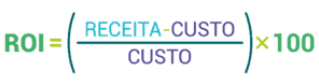 ROI = (RECEITA-CUSTO / CUSTO) × 100